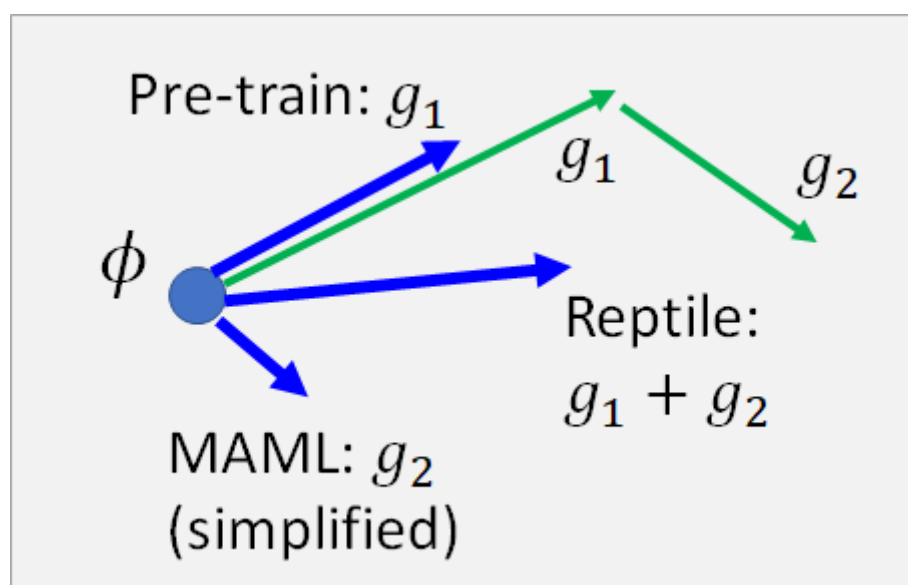 Pre-train: g₁
g₁
g₂
ϕ
Reptile:
g₁ + g₂
MAML: g₂
(simplified)